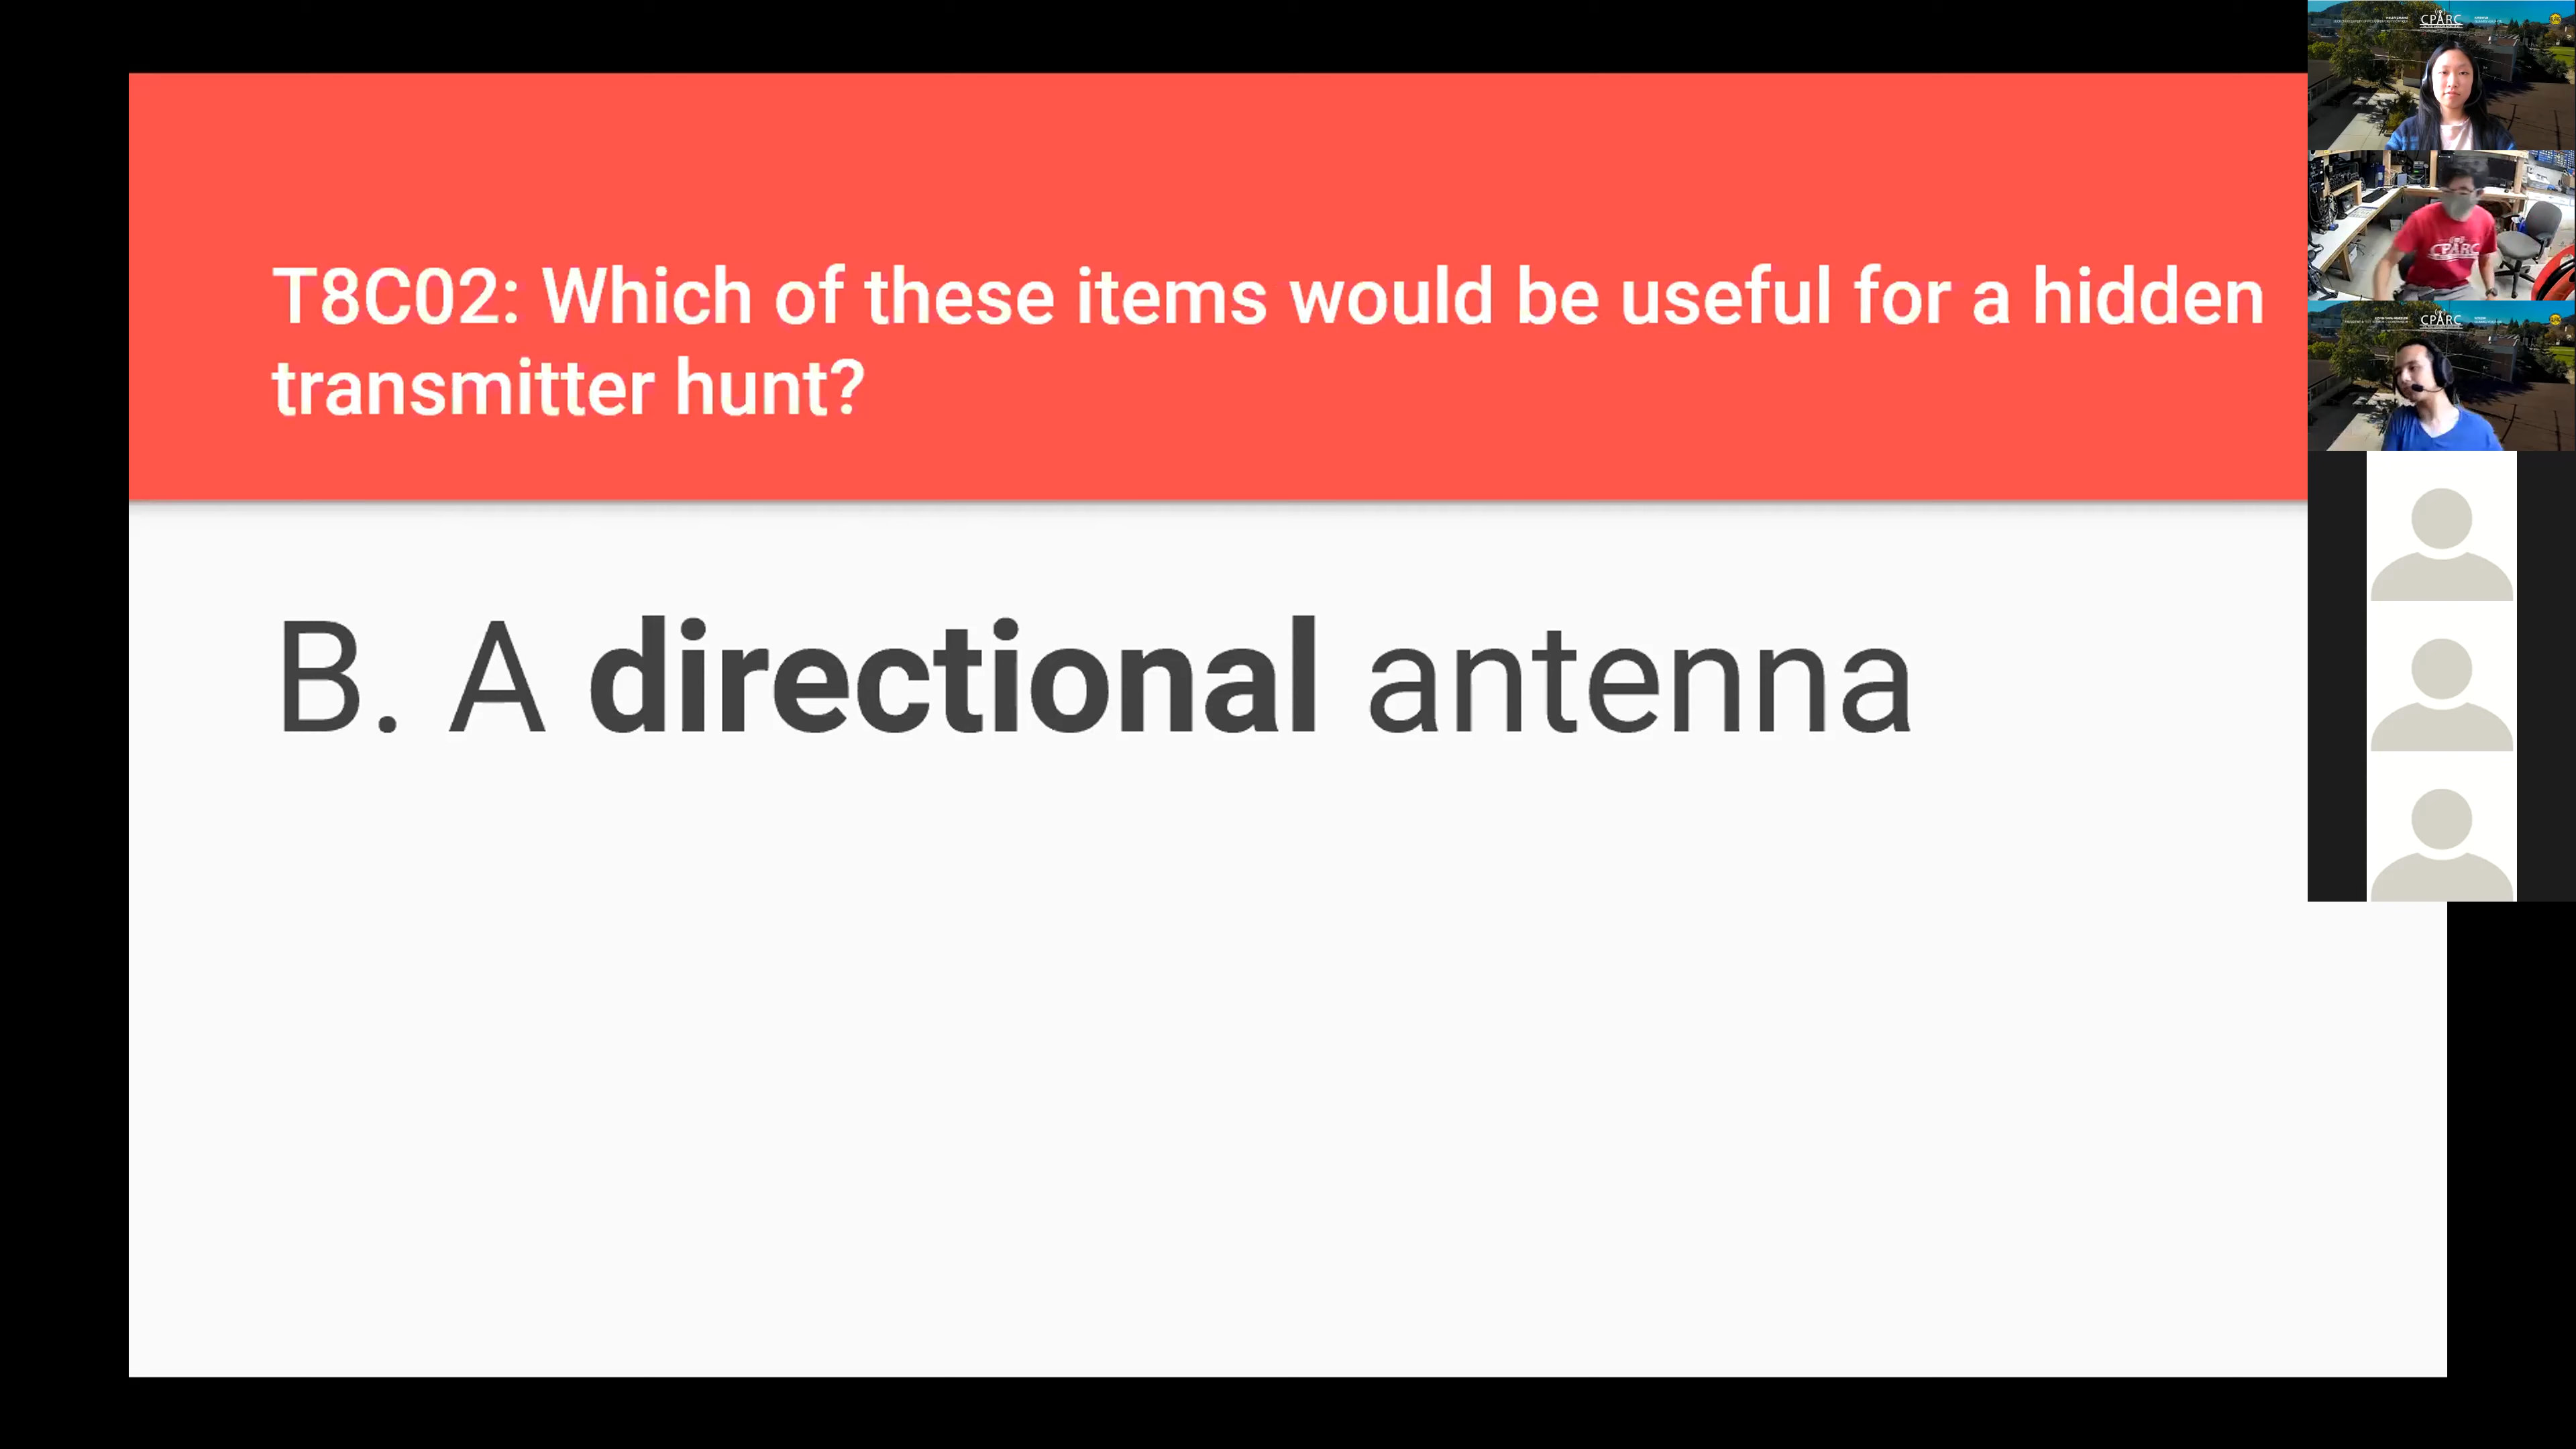 T8C02: Which of these items would be useful for a hidden
transmitter hunt?
B. A directional antenna
CPARC
CPARC
CPARC